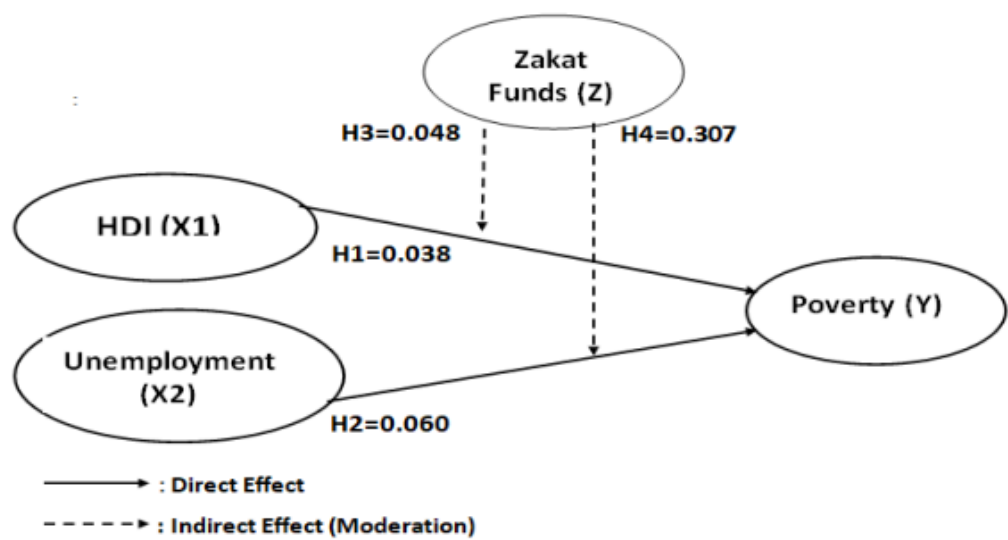 Zakat
Funds (Z)
:
H3=0.048
H4=0.307
HDI (X1)
H1=0.038
Poverty (Y)
Unemployment
(X2)
H2=0.060
: Direct Effect
: Indirect Effect (Moderation)